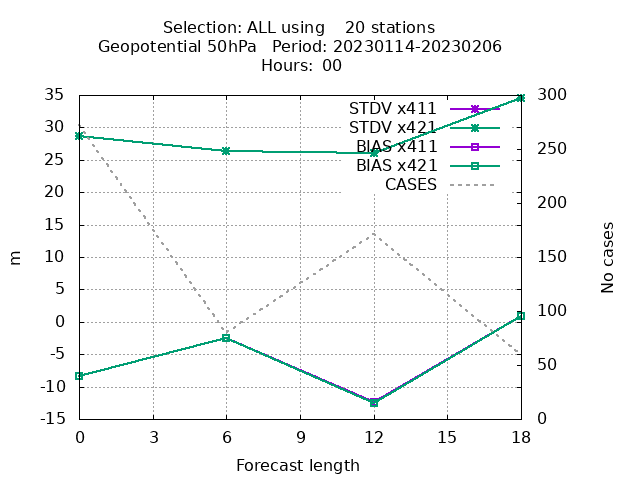 Selection: ALL using    20 stations
Geopotential 50hPa   Period: 20230114-20230206
Hours: 00
35
30
25
20
15
10
5
0
-5
-10
-15
m
STDV x411
STDV x421
BIAS x411
BIAS x421
CASES
300
250
200
150
100
50
0
No cases
0 3 6 9 12 15 18
Forecast length